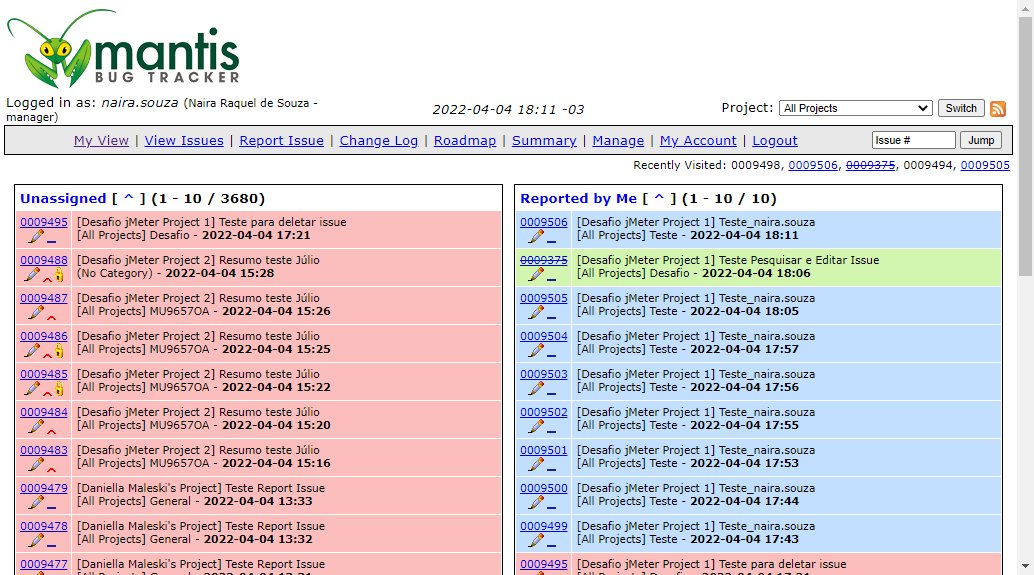 mantis
BUG TRACKER
Logged in as: naira.souza (Naira Raquel de Souza - manager)
2022-04-04 18:11 -03
Project: All Projects Switch
My View | View Issues | Report Issue | Change Log | Roadmap | Summary | Manage | My Account | Logout
Issue # Jump
Recently Visited: 0009498, 0009506, 0009375, 0009494, 0009505
Unassigned [ ^ ] (1 - 10 / 3680)
0009495 [Desafio jMeter Project 1] Teste para deletar issue
[All Projects] Desafio - 2022-04-04 17:21
0009488 [Desafio jMeter Project 2] Resumo teste Júlio
(No Category) - 2022-04-04 15:28
0009487 [Desafio jMeter Project 2] Resumo teste Júlio
[All Projects] MU9657OA - 2022-04-04 15:26
0009486 [Desafio jMeter Project 2] Resumo teste Júlio
[All Projects] MU9657OA - 2022-04-04 15:25
0009485 [Desafio jMeter Project 2] Resumo teste Júlio
[All Projects] MU9657OA - 2022-04-04 15:22
0009484 [Desafio jMeter Project 2] Resumo teste Júlio
[All Projects] MU9657OA - 2022-04-04 15:20
0009483 [Desafio jMeter Project 2] Resumo teste Júlio
[All Projects] MU9657OA - 2022-04-04 15:16
0009479 [Daniella Maleski's Project] Teste Report Issue
[All Projects] General - 2022-04-04 13:33
0009478 [Daniella Maleski's Project] Teste Report Issue
[All Projects] General - 2022-04-04 13:32
0009477 [Daniella Maleski's Project] Teste Report Issue
Reported by Me [ ^ ] (1 - 10 / 10)
0009506 [Desafio jMeter Project 1] Teste_naira.souza
[All Projects] Teste - 2022-04-04 18:11
0009375 [Desafio jMeter Project 1] Teste Pesquisar e Editar Issue
[All Projects] Desafio - 2022-04-04 18:06
0009505 [Desafio jMeter Project 1] Teste_naira.souza
[All Projects] Teste - 2022-04-04 18:05
0009504 [Desafio jMeter Project 1] Teste_naira.souza
[All Projects] Teste - 2022-04-04 17:57
0009503 [Desafio jMeter Project 1] Teste_naira.souza
[All Projects] Teste - 2022-04-04 17:56
0009502 [Desafio jMeter Project 1] Teste_naira.souza
[All Projects] Teste - 2022-04-04 17:55
0009501 [Desafio jMeter Project 1] Teste_naira.souza
[All Projects] Teste - 2022-04-04 17:53
0009500 [Desafio jMeter Project 1] Teste_naira.souza
[All Projects] Teste - 2022-04-04 17:44
0009499 [Desafio jMeter Project 1] Teste_naira.souza
[All Projects] Teste - 2022-04-04 17:43
0009495 [Desafio jMeter Project 1] Teste para deletar issue